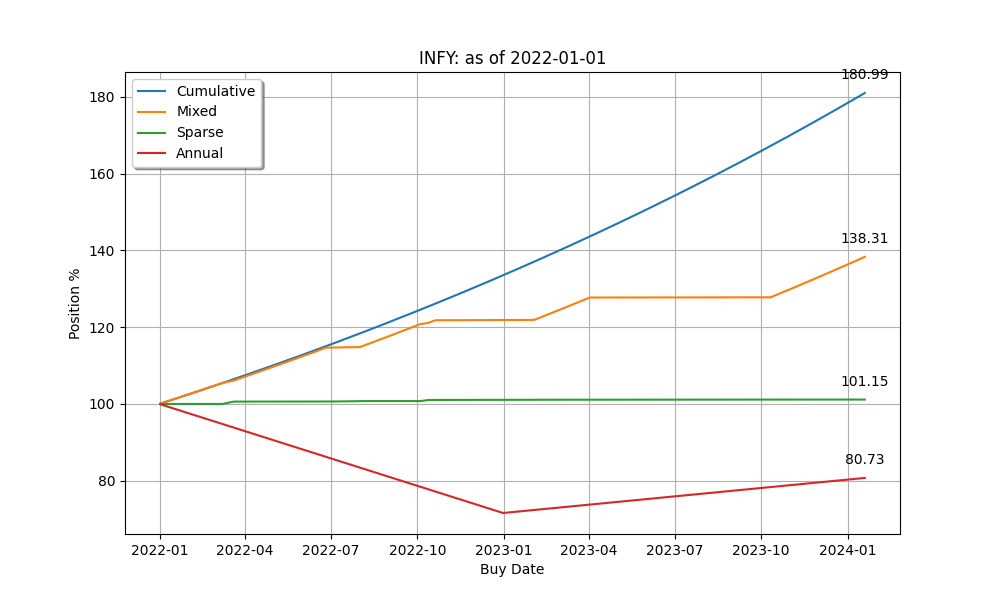 INFY: as of 2022-01-01
180.99
Cumulative
Mixed
Sparse
Annual
138.31
101.15
80.73
180
160
140
120
100
80
Position %
2022-01 2022-04 2022-07 2022-10 2023-01 2023-04 2023-07 2023-10 2024-01
Buy Date